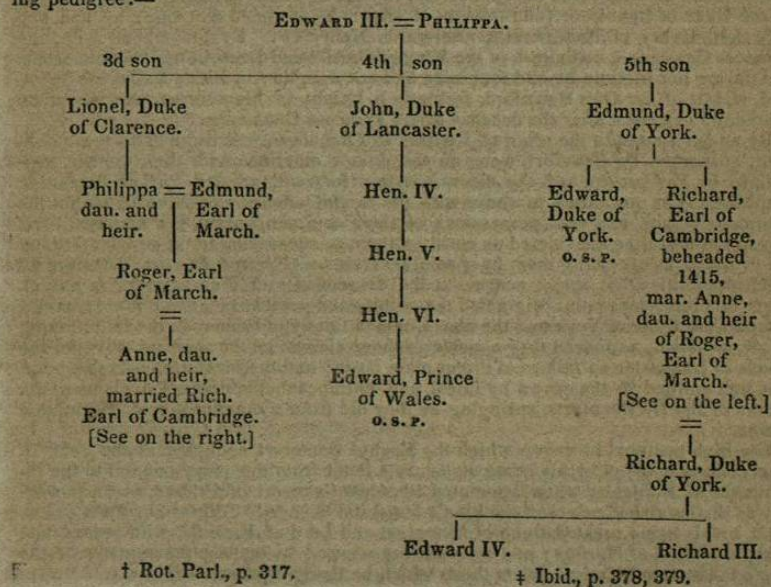 ing pedigree:—
EDWARD III. = PHILIPPA.
3d son
4th son
5th son
Lionel, Duke
of Clarence.
John, Duke
of Lancaster.
Edmund, Duke
of York.
Philippa = Edmund,
dau. and Earl of
heir. March.
Roger, Earl
of March.
=
Anne, dau.
and heir,
married Rich.
Earl of Cambridge.
[See on the right.]
Hen. IV.
Hen. V.
Hen. VI.
Edward, Prince
of Wales.
O. S. P.
Edward,
Duke of
York.
O. S. P.
Richard,
Earl of
Cambridge,
beheaded
1415,
mar. Anne,
dau. and heir
of Roger,
Earl of
March.
[See on the left.]
=
Richard, Duke
of York.
Edward IV.
Richard III.
† Rot. Parl., p. 317.
‡ Ibid., p. 378, 379.